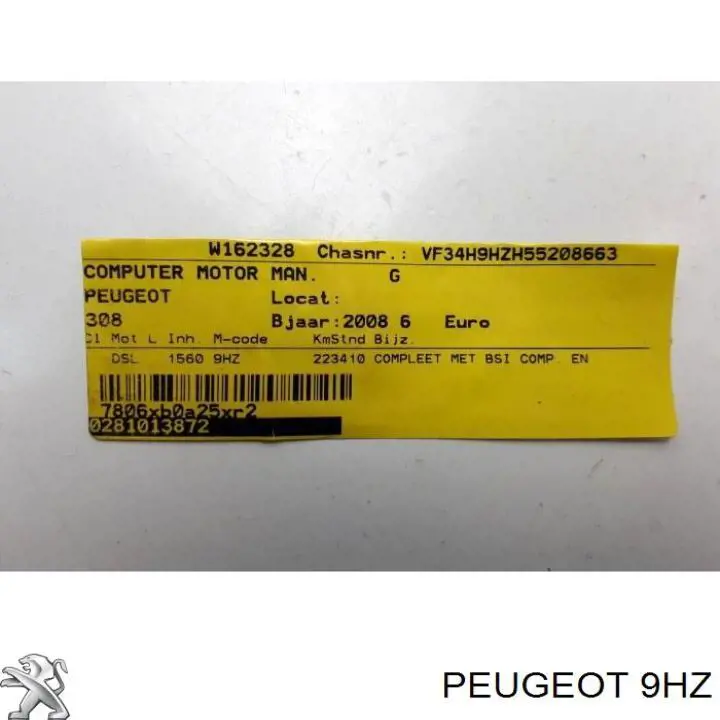 W162328 Chasnr.: VF34H9HZH55208663
COMPUTER MOTOR MAN. G
PEUGEOT Locat:
308 Bjaar:2008 6 Euro
Cl Mot L Inh. M-code KmStnd Bijz.
DSL 1560 9HZ 223410 COMPLEET MET BSI COMP. EN
7806xb0a25xr2
0281013872
PEUGEOT 9HZ